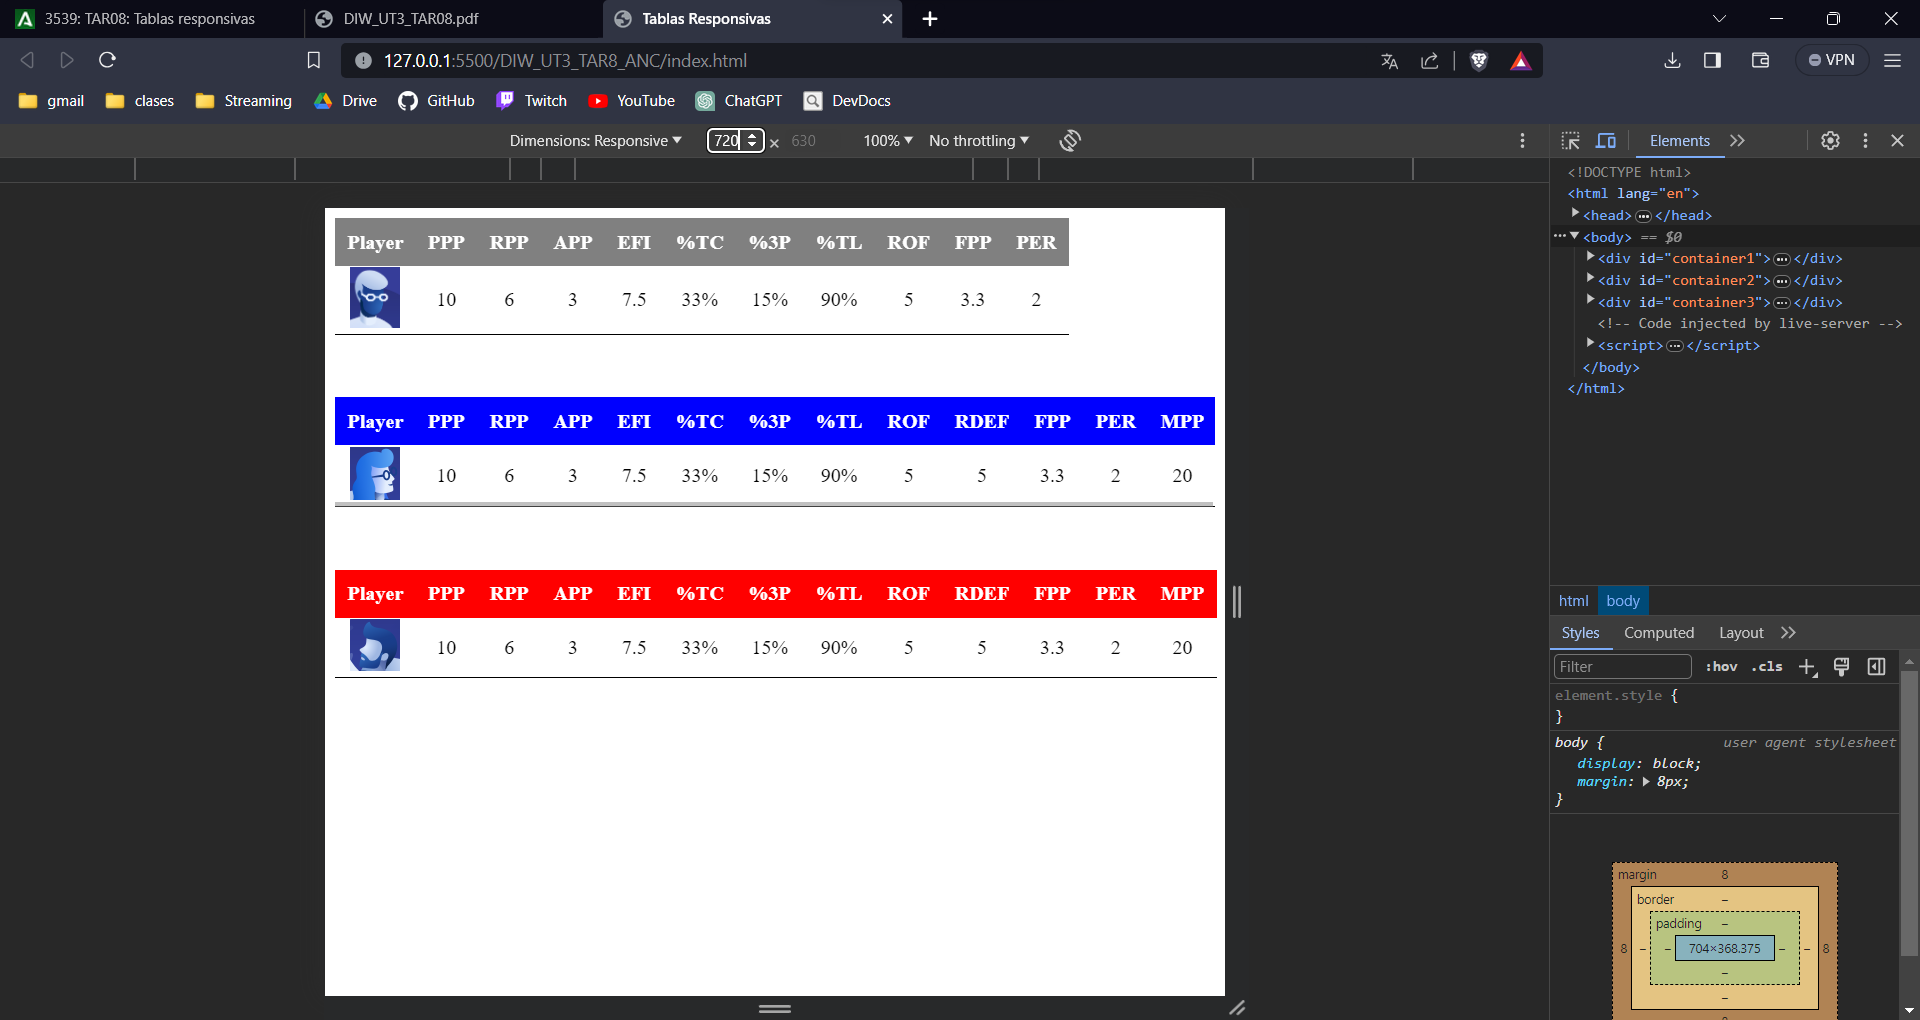 3539: TAR08: Tablas responsivas
DIW_UT3_TAR08.pdf
Tablas Responsivas
127.0.0.1:5500/DIW_UT3_TAR8_ANC/index.html
VPN
gmail
clases
Streaming
Drive
GitHub
Twitch
YouTube
ChatGPT
DevDocs
Dimensions: Responsive
720
×
630
100%
No throttling
Elements
Player PPP RPP APP EFI %TC %3P %TL ROF FPP PER
10 6 3 7.5 33% 15% 90% 5 3.3 2
Player PPP RPP APP EFI %TC %3P %TL ROF RDEF FPP PER MPP
10 6 3 7.5 33% 15% 90% 5 5 3.3 2 20
Player PPP RPP APP EFI %TC %3P %TL ROF RDEF FPP PER MPP
10 6 3 7.5 33% 15% 90% 5 5 3.3 2 20
<!DOCTYPE html>
<html lang="en">
<head>…</head>
<body> == $0
<div id="container1">…</div>
<div id="container2">…</div>
<div id="container3">…</div>
<!-- Code injected by live-server -->
<script>…</script>
</body>
</html>
html body
Styles Computed Layout
Filter :hov .cls
element.style {
}
body { user agent stylesheet
display: block;
margin: 8px;
}
margin 8
border –
padding –
8 – – 704×368.375 – – 8
–
–